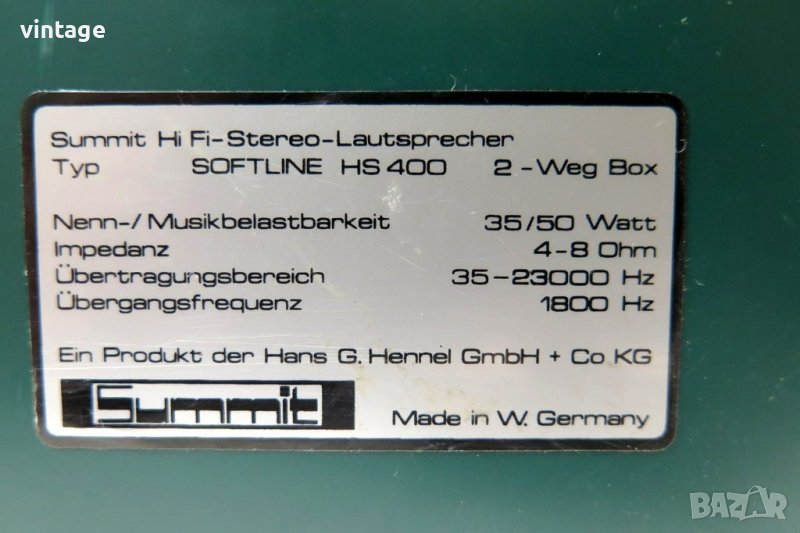 vintage
Summit Hi Fi-Stereo-Lautsprecher
Typ SOFTLINE HS 400 2-Weg Box
Nenn-/Musikbelastbarkeit 35/50 Watt
Impedanz 4-8 Ohm
Übertragungsbereich 35-23000 Hz
Übergangsfrequenz 1800 Hz
Ein Produkt der Hans G. Hennel GmbH + Co KG
Summit
Made in W. Germany
BAZAR